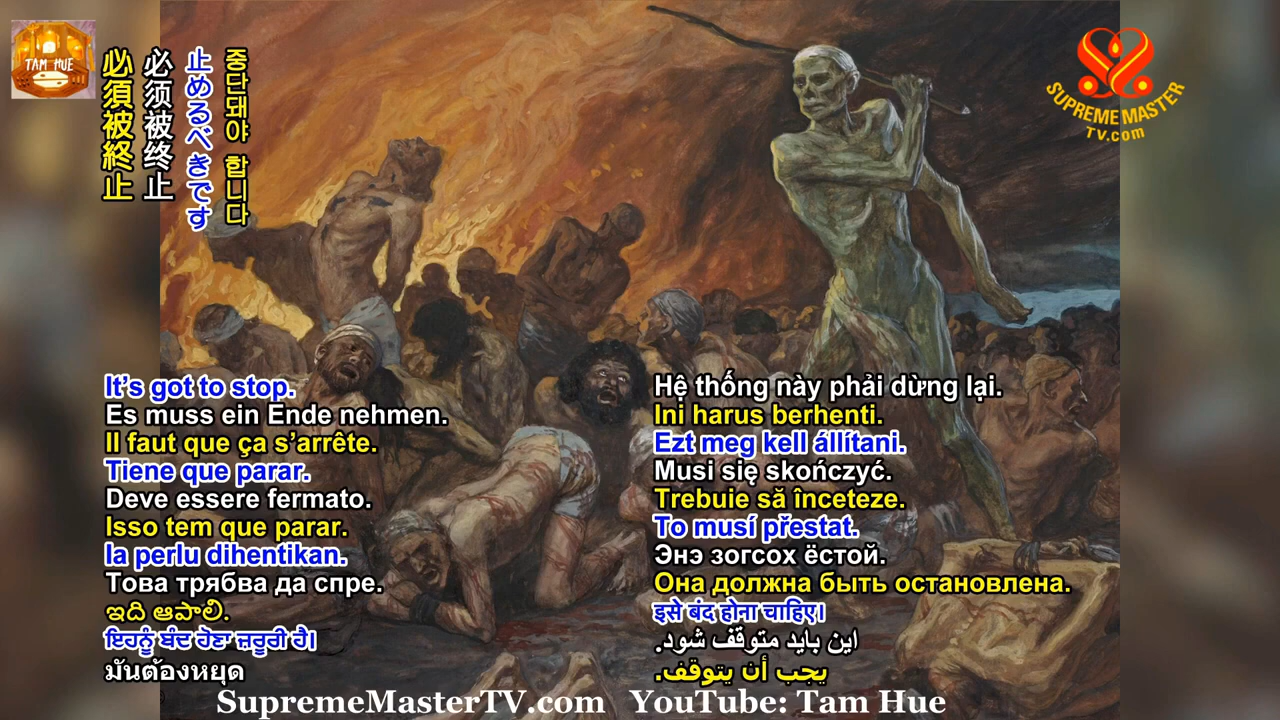 TAM HUE
必須被終止
必须被终止
止めるべきです
중단돼야 합니다
SUPREME MASTER
TV.com
It's got to stop.
Es muss ein Ende nehmen.
Il faut que ça s'arrête.
Tiene que parar.
Deve essere fermato.
Isso tem que parar.
Ia perlu dihentikan.
Това трябва да спре.
ఇది ఆపాలి.
ਇਹਨੂੰ ਬੰਦ ਹੋਣਾ ਜ਼ਰੂਰੀ ਹੈ।
มันต้องหยุด
Hệ thống này phải dừng lại.
Ini harus berhenti.
Ezt meg kell állítani.
Musi się skończyć.
Trebuie să înceteze.
To musí přestat.
Энэ зогсох ёстой.
Она должна быть остановлена.
इसे बंद होना चाहिए।
این باید متوقف شود.
يجب أن يتوقف.
SupremeMasterTV.com YouTube: Tam Hue